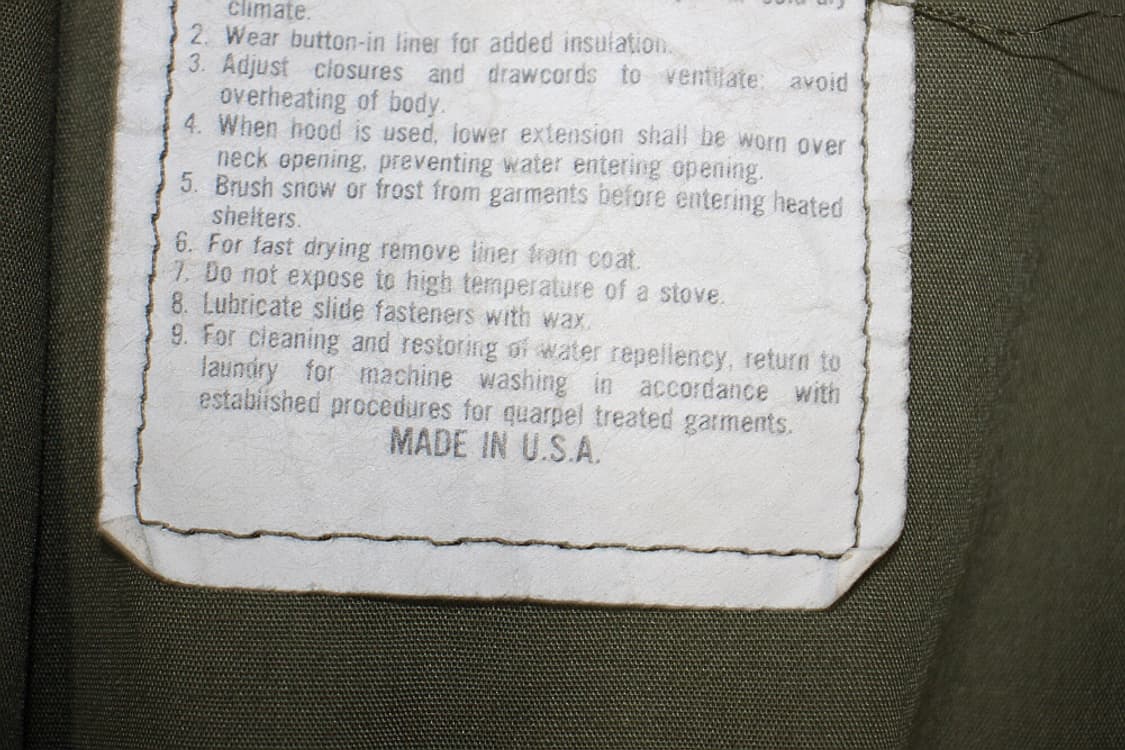 climate.
2. Wear button-in liner for added insulation.
3. Adjust closures and drawcords to ventilate: avoid
overheating of body.
4. When hood is used, lower extension shall be worn over
neck opening, preventing water entering opening.
5. Brush snow or frost from garments before entering heated
shelters.
6. For fast drying remove liner from coat.
7. Do not expose to high temperature of a stove.
8. Lubricate slide fasteners with wax.
9. For cleaning and restoring of water repellency, return to
laundry for machine washing in accordance with
established procedures for quarpel treated garments.
MADE IN U.S.A.